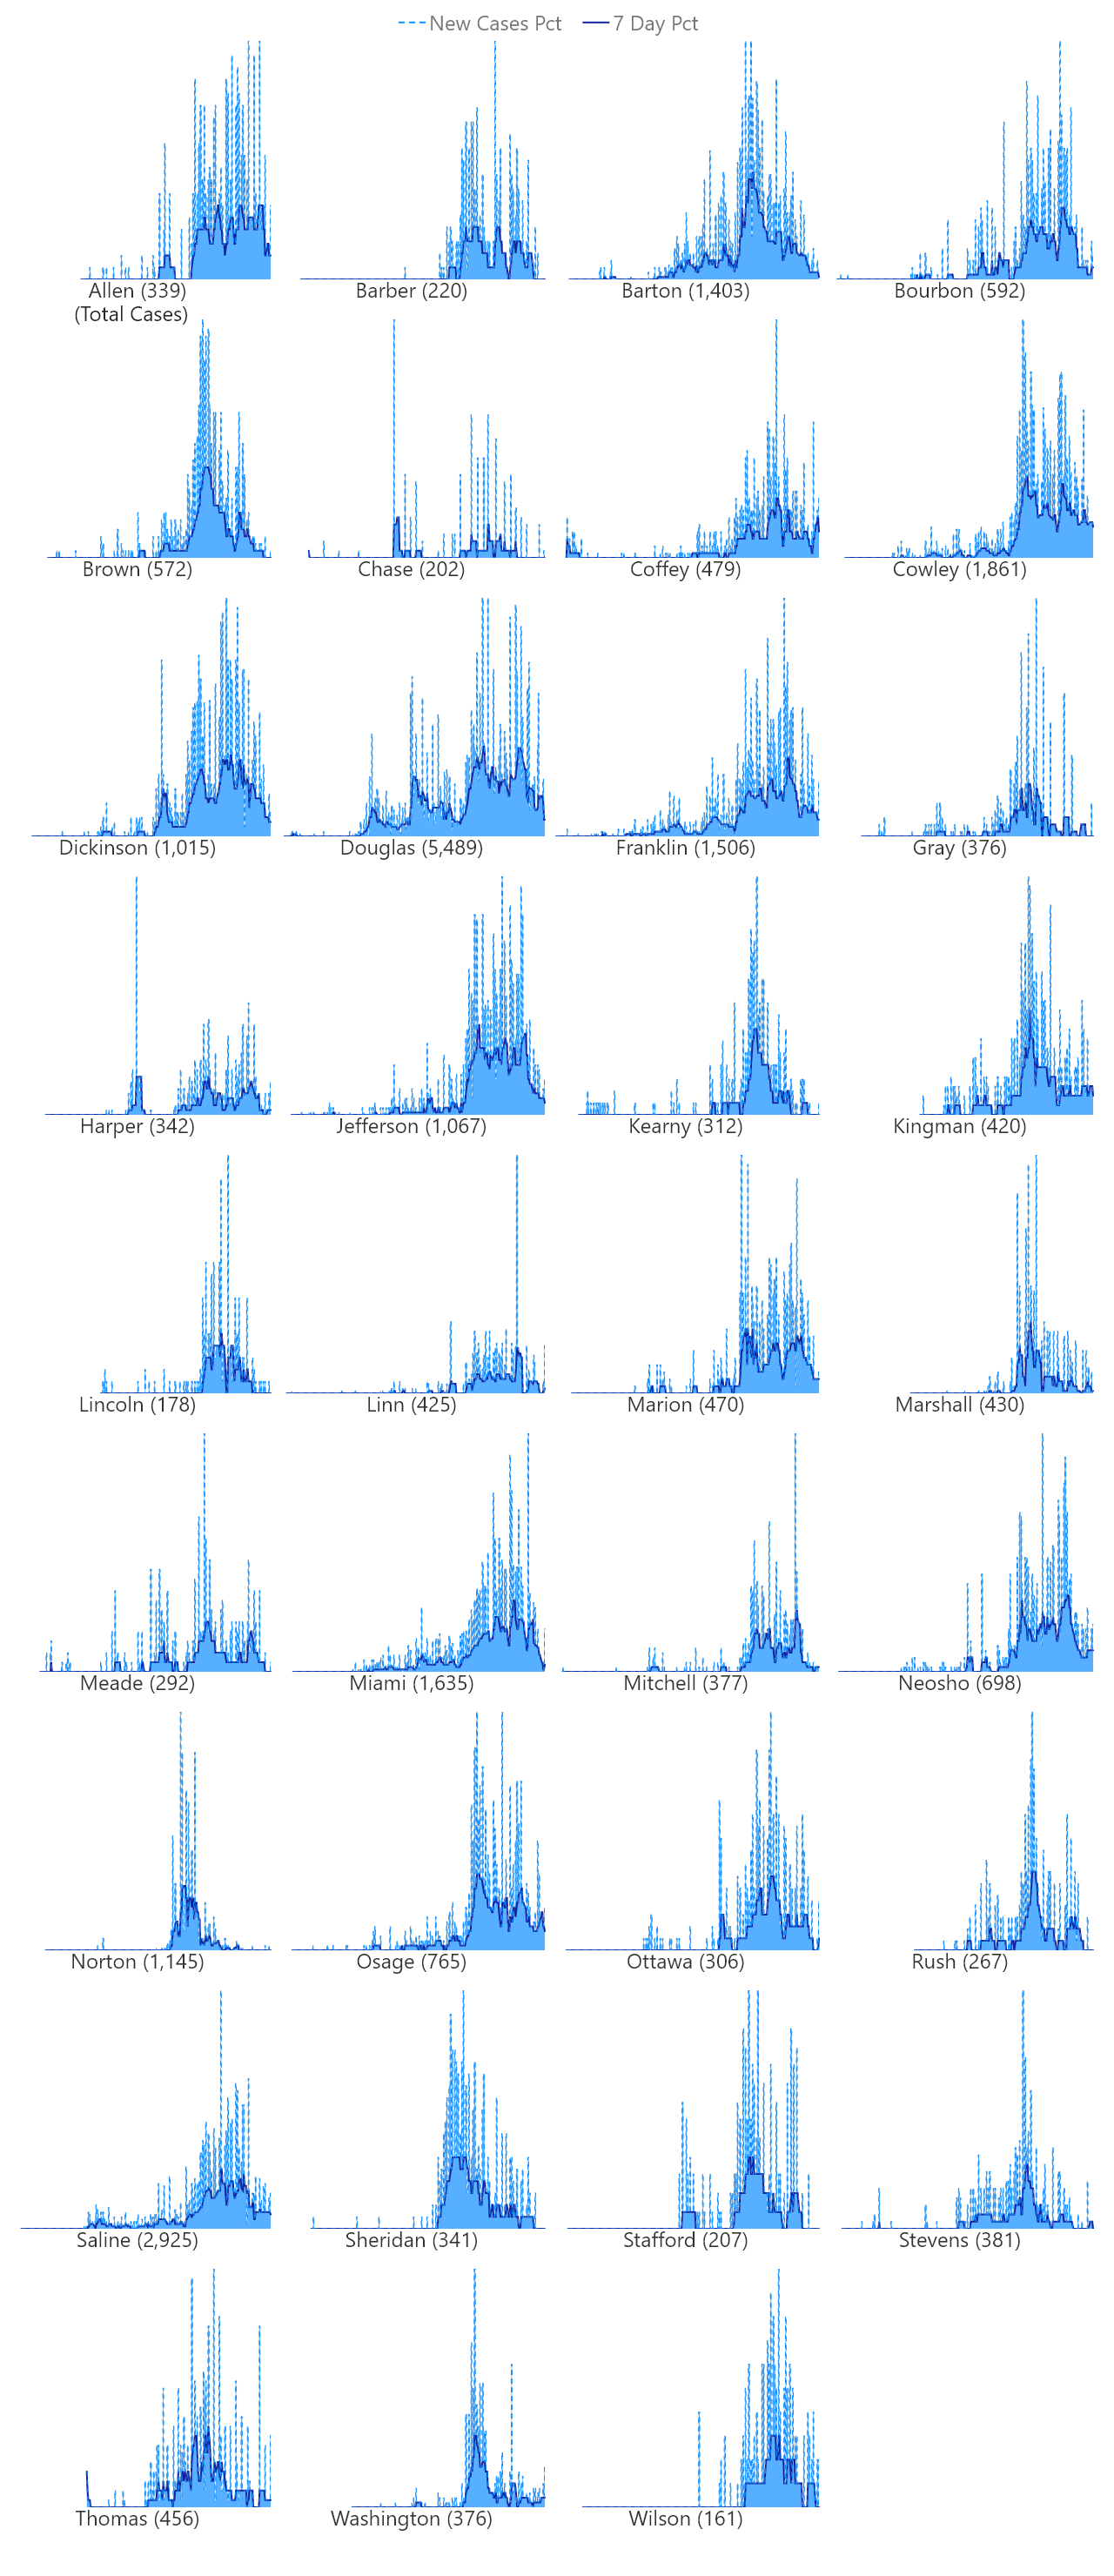 New Cases Pct 7 Day Pct
Allen (339) Barber (220) Barton (1,403) Bourbon (592)
(Total Cases)
Brown (572) Chase (202) Coffey (479) Cowley (1,861)
Dickinson (1,015) Douglas (5,489) Franklin (1,506) Gray (376)
Harper (342) Jefferson (1,067) Kearny (312) Kingman (420)
Lincoln (178) Linn (425) Marion (470) Marshall (430)
Meade (292) Miami (1,635) Mitchell (377) Neosho (698)
Norton (1,145) Osage (765) Ottawa (306) Rush (267)
Saline (2,925) Sheridan (341) Stafford (207) Stevens (381)
Thomas (456) Washington (376) Wilson (161)